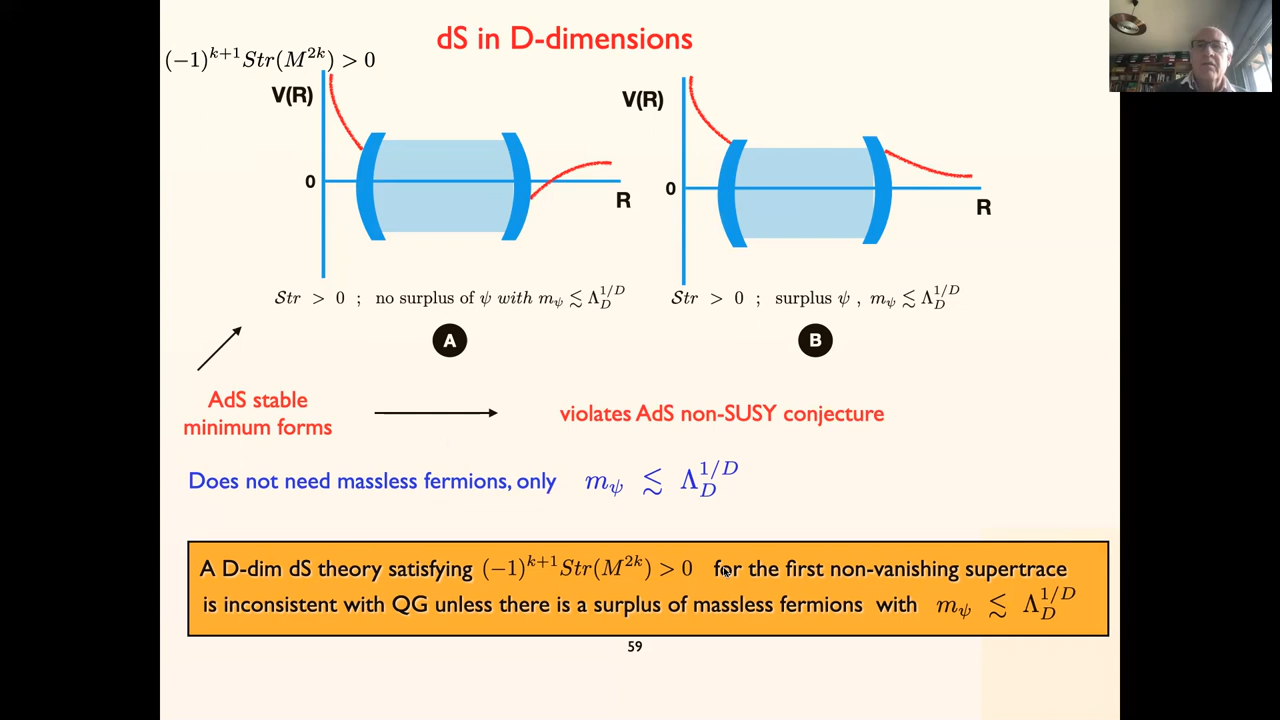 dS in D-dimensions
(-1)^{k+1}Str(M^{2k}) > 0
V(R)
0
R
V(R)
0
R
Str > 0 ; no surplus of ψ with m_ψ ≲ Λ_D^{1/D}
Str > 0 ; surplus ψ , m_ψ ≲ Λ_D^{1/D}
A
B
AdS stable
minimum forms
violates AdS non-SUSY conjecture
Does not need massless fermions, only m_ψ ≲ Λ_D^{1/D}
A D-dim dS theory satisfying (-1)^{k+1}Str(M^{2k}) > 0 for the first non-vanishing supertrace
is inconsistent with QG unless there is a surplus of massless fermions with m_ψ ≲ Λ_D^{1/D}
59